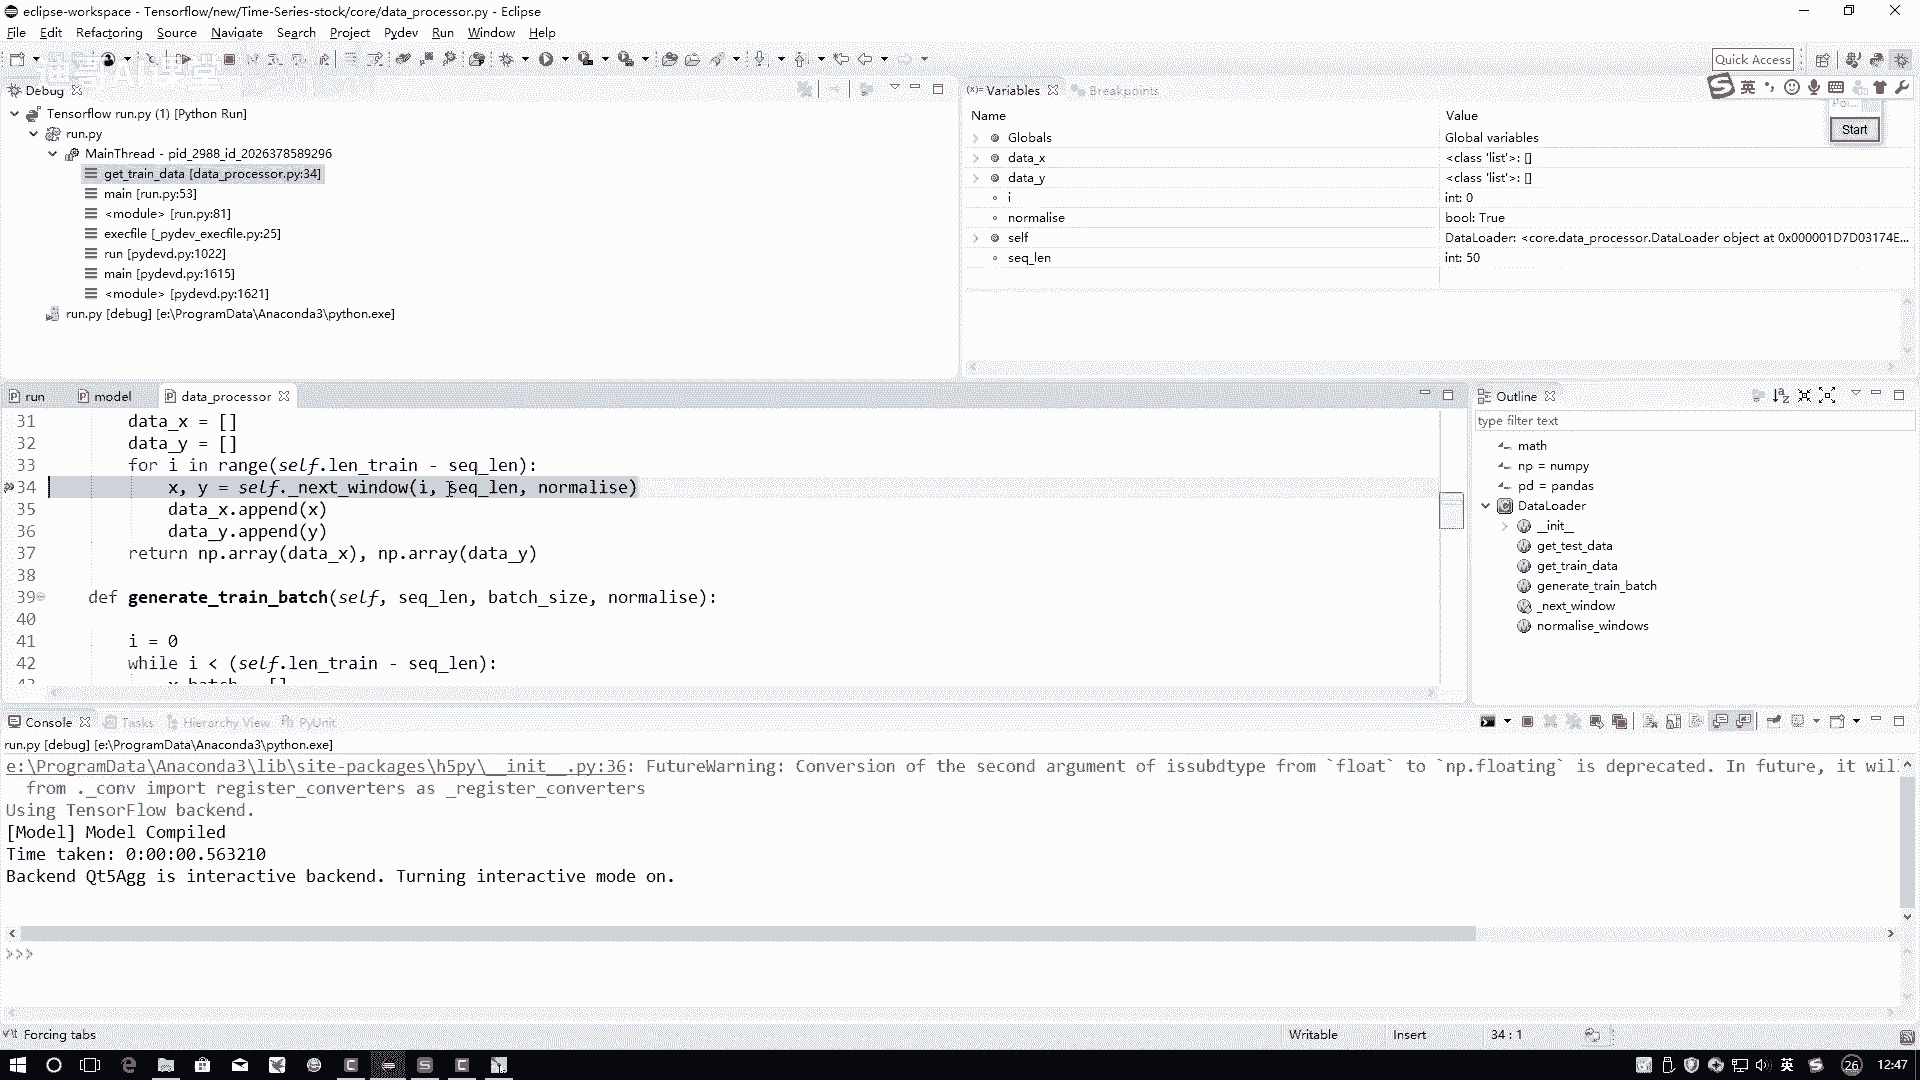 eclipse-workspace - Tensorflow/new/Time-Series-stock/core/data_processor.py - Eclipse
File Edit Refactoring Source Navigate Search Project Pydev Run Window Help
Quick Access
Debug
Tensorflow run.py (1) [Python Run]
run.py
MainThread - pid_2988_id_2026378589296
get_train_data [data_processor.py:34]
main [run.py:53]
<module> [run.py:81]
execfile [_pydev_execfile.py:25]
run [pydevd.py:1022]
main [pydevd.py:1615]
<module> [pydevd.py:1621]
run.py [debug] [e:\ProgramData\Anaconda3\python.exe]
(x)= Variables Breakpoints
英
Name Value
Start
Globals Global variables
data_x <class 'list'>: []
data_y <class 'list'>: []
i int: 0
normalise bool: True
self DataLoader: <core.data_processor.DataLoader object at 0x000001D7D03174E...
seq_len int: 50
run model data_processor
31 data_x = []
32 data_y = []
33 for i in range(self.len_train - seq_len):
34 x, y = self._next_window(i, seq_len, normalise)
35 data_x.append(x)
36 data_y.append(y)
37 return np.array(data_x), np.array(data_y)
38
39 def generate_train_batch(self, seq_len, batch_size, normalise):
40
41 i = 0
42 while i < (self.len_train - seq_len):
Outline
type filter text
math
np = numpy
pd = pandas
DataLoader
__init__
get_test_data
get_train_data
generate_train_batch
_next_window
normalise_windows
Console Tasks Hierarchy View PyUnit
run.py [debug] [e:\ProgramData\Anaconda3\python.exe]
e:\ProgramData\Anaconda3\lib\site-packages\h5py\__init__.py:36: FutureWarning: Conversion of the second argument of issubdtype from `float` to `np.floating` is deprecated. In future, it wil
from ._conv import register_converters as _register_converters
Using TensorFlow backend.
[Model] Model Compiled
Time taken: 0:00:00.563210
Backend Qt5Agg is interactive backend. Turning interactive mode on.
>>>
Forcing tabs Writable Insert 34 : 1
英 26 12:47